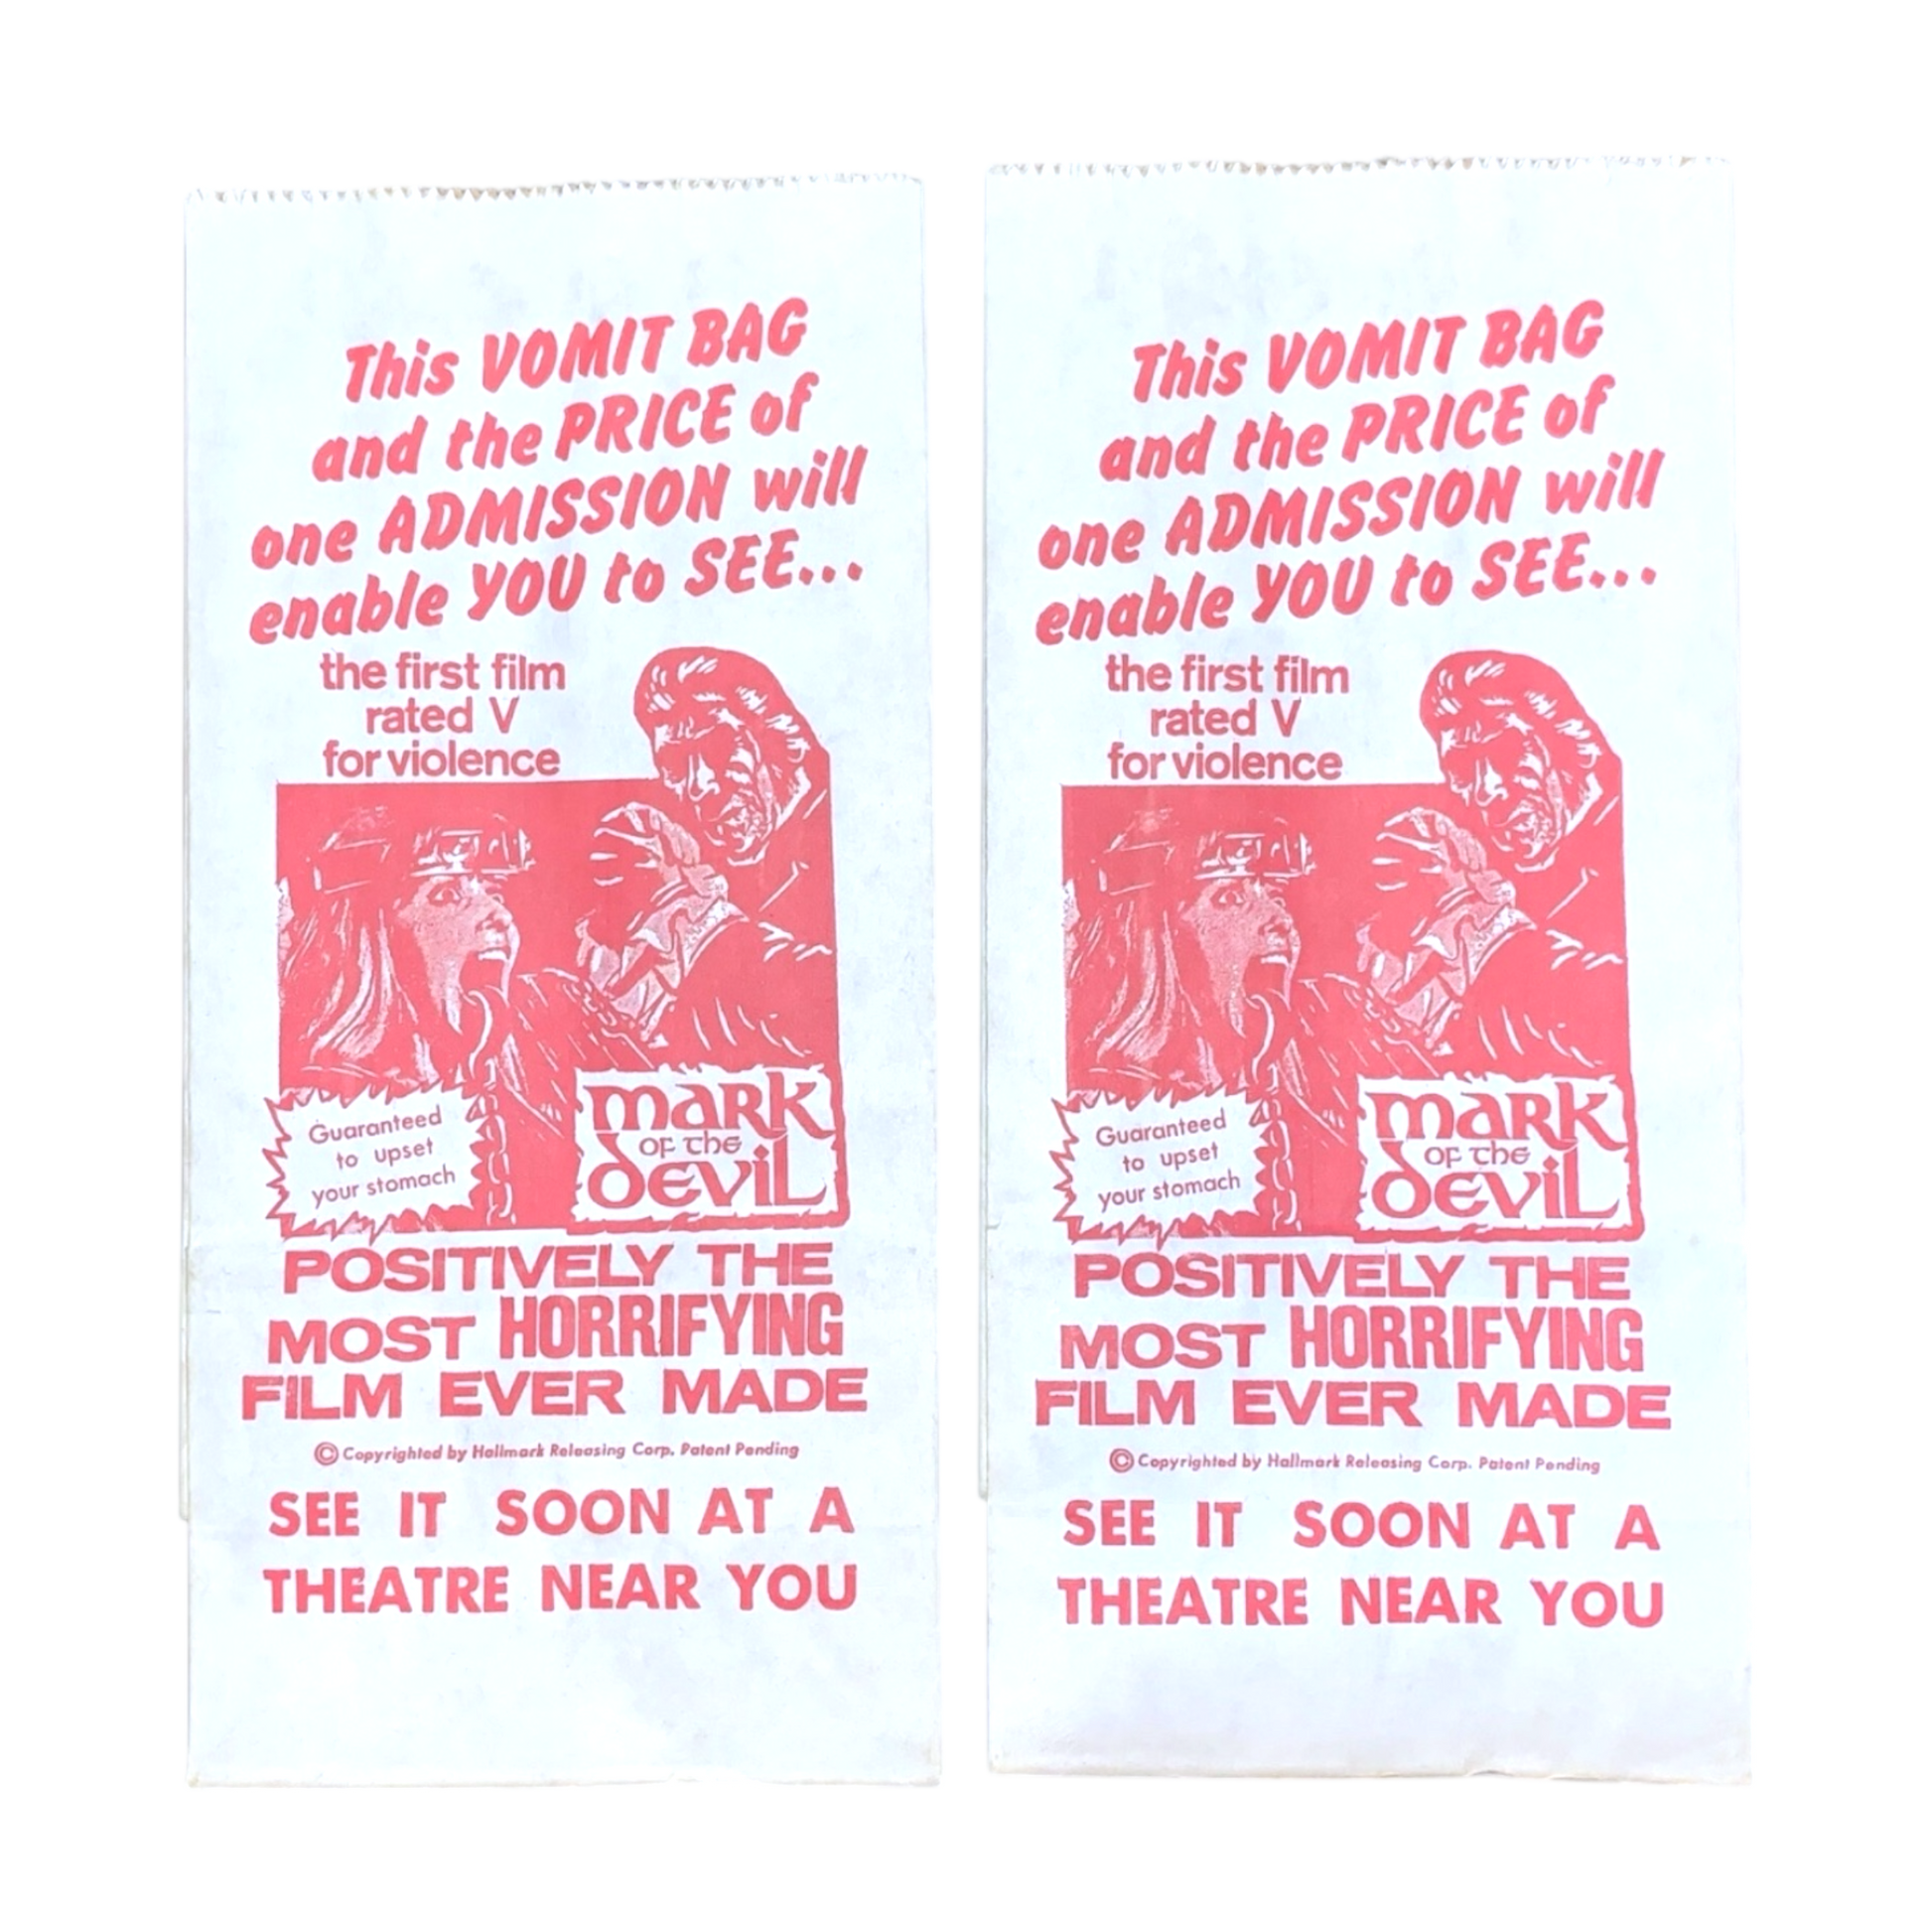 This VOMIT BAG
and the PRICE of
one ADMISSION will
enable YOU to SEE...
the first film
rated V
for violence
Guaranteed
to upset
your stomach
MARK
OF the
DEVIL
POSITIVELY THE
MOST HORRIFYING
FILM EVER MADE
© Copyrighted by Hallmark Releasing Corp. Patent Pending
SEE IT SOON AT A
THEATRE NEAR YOU
This VOMIT BAG
and the PRICE of
one ADMISSION will
enable YOU to SEE...
the first film
rated V
for violence
Guaranteed
to upset
your stomach
MARK
OF the
DEVIL
POSITIVELY THE
MOST HORRIFYING
FILM EVER MADE
© Copyrighted by Hallmark Releasing Corp. Patent Pending
SEE IT SOON AT A
THEATRE NEAR YOU